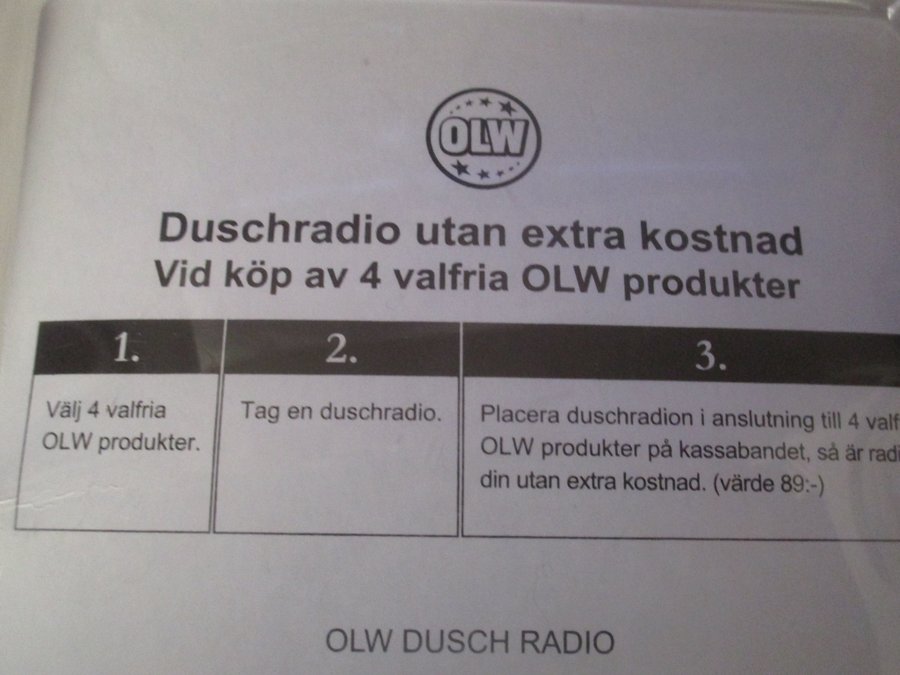 OLW
Duschradio utan extra kostnad
Vid köp av 4 valfria OLW produkter
1.
Välj 4 valfria
OLW produkter.
2.
Tag en duschradio.
3.
Placera duschradion i anslutning till 4
OLW produkter på kassabandet, så är
din utan extra kostnad. (värde 89:-)
OLW DUSCH RADIO